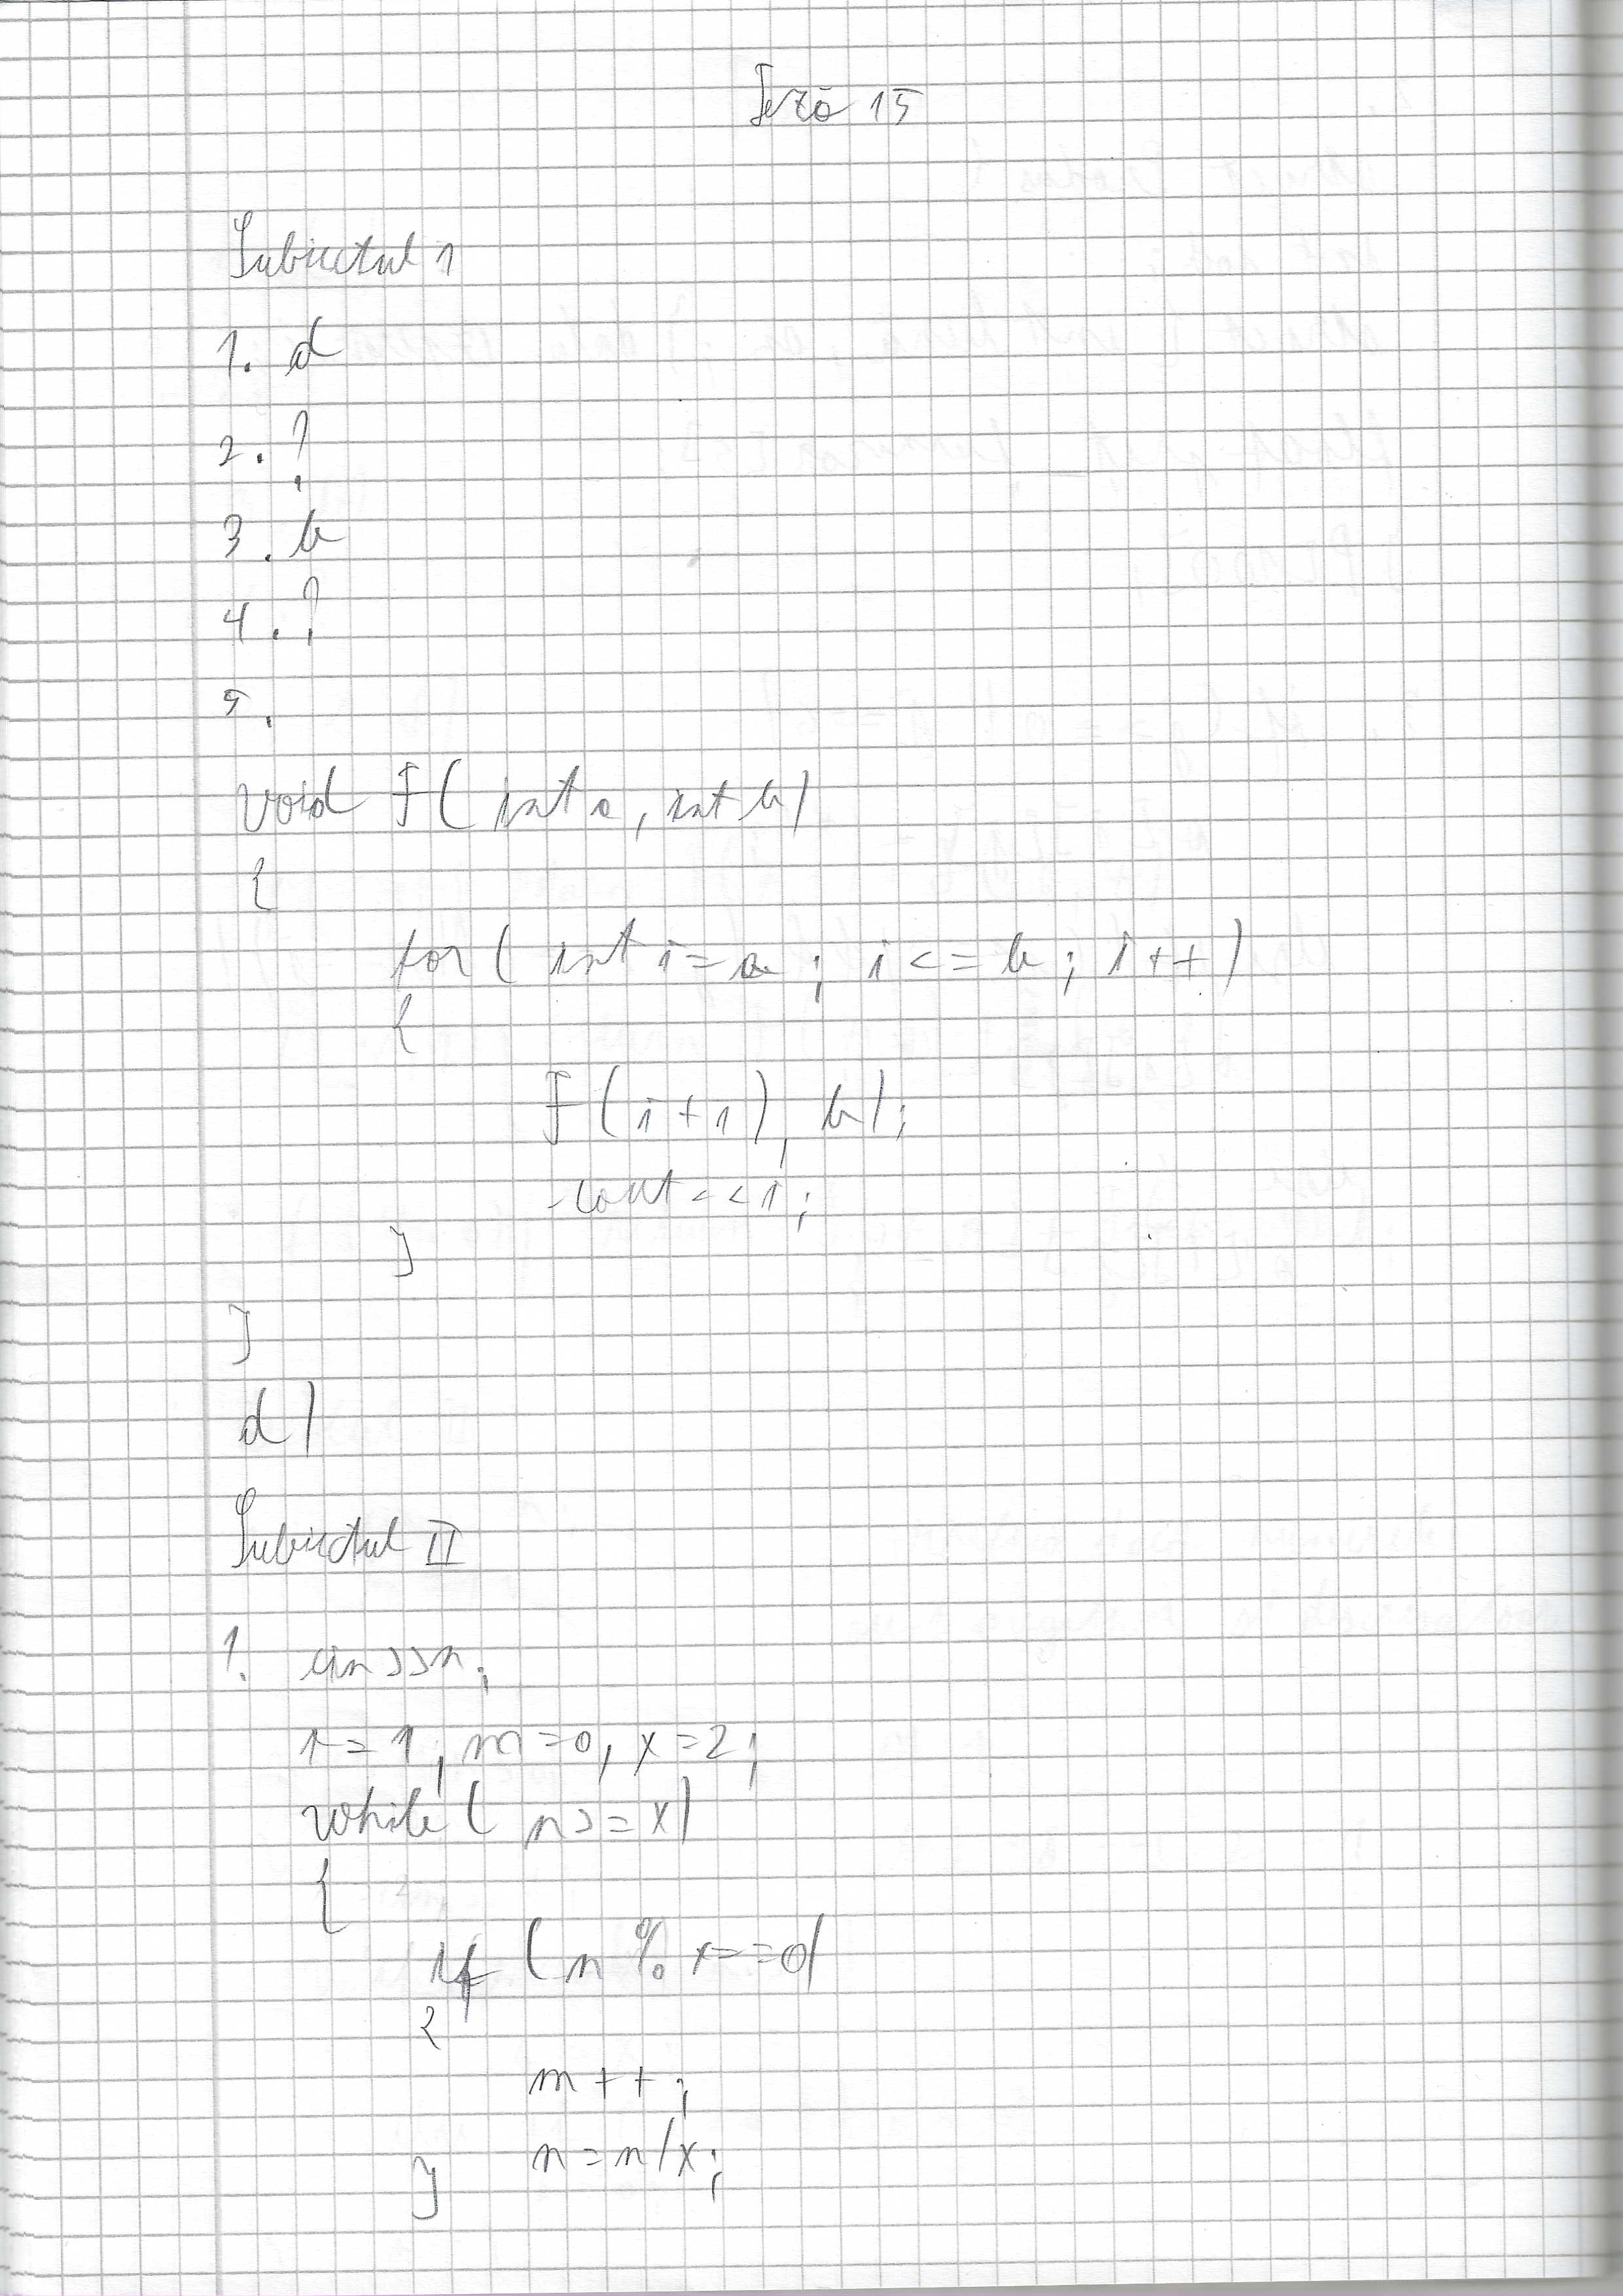 Teză 15
Subiectul 1
1. d
2. ?
3. b
4. ?
5.
void F( int a, int b)
{
for( int i=a; i<=b; i++)
{
F(i+1), b);
cout<<i;
}
}
d)
Subiectul II
1. cin>>n;
i=1, m=0, x=2;
while( n>=x)
{
if (n % x==0)
{
m++;
n=n/x;
}